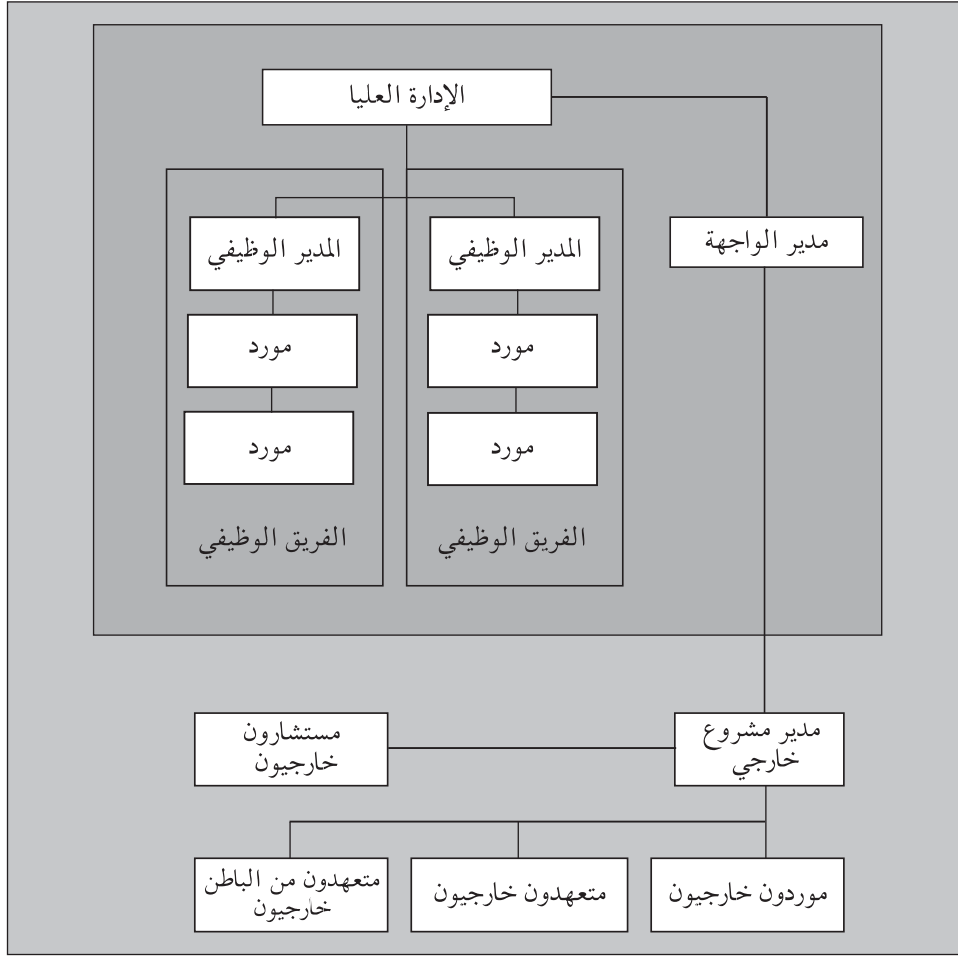 الإدارة العليا
مدير الواجهة
المدير الوظيفي
المدير الوظيفي
مورد
مورد
مورد
مورد
الفريق الوظيفي
الفريق الوظيفي
مدير مشروع
خارجي
مستشارون
خارجيون
موردون خارجيون
متعهدون خارجيون
متعهدون من الباطن
خارجيون